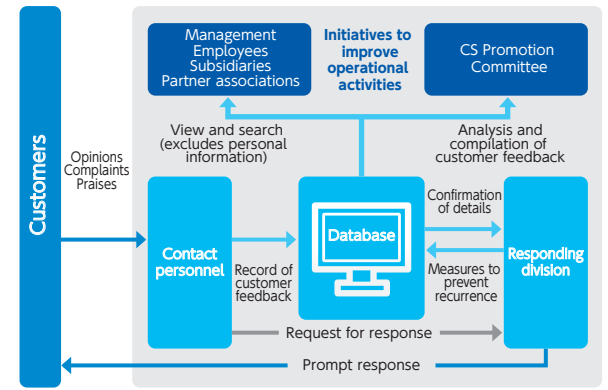 Management
Employees
Subsidiaries
Partner associations
Initiatives to
improve
operational
activities
CS Promotion
Committee
View and search
(excludes personal
information)
Analysis and
compilation of
customer feedback
Customers
Opinions
Complaints
Praises
Contact
personnel
Record of
customer
feedback
Database
Confirmation
of details
Measures to
prevent
recurrence
Responding
division
Request for response
Prompt response